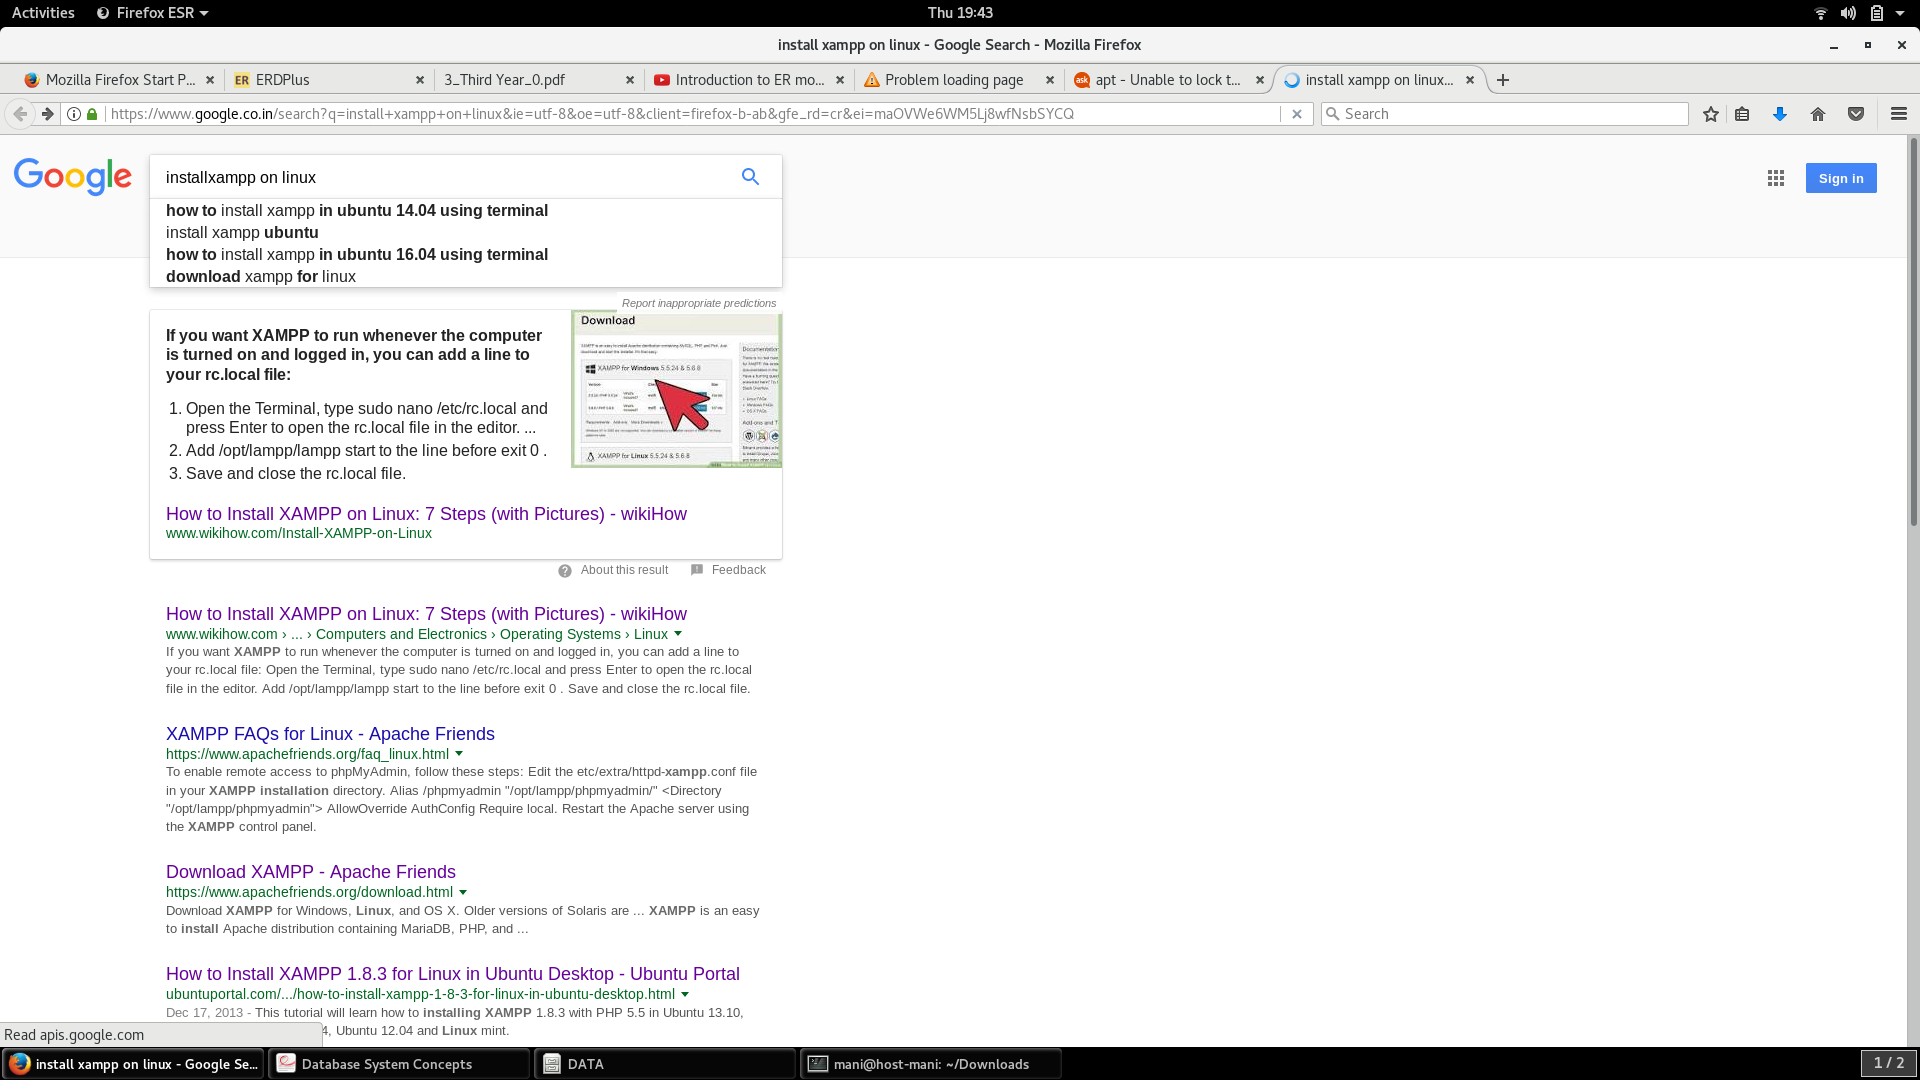 Activities Firefox ESR Thu 19:43
install xampp on linux - Google Search - Mozilla Firefox
Mozilla Firefox Start P... ER ERDPlus 3_Third Year_0.pdf Introduction to ER mo... Problem loading page ask apt - Unable to lock t... install xampp on linux...
https://www.google.co.in/search?q=install+xampp+on+linux&ie=utf-8&oe=utf-8&client=firefox-b-ab&gfe_rd=cr&ei=maOVWe6WM5Lj8wfNsbSYCQ Search
Google installxampp on linux Sign in
how to install xampp in ubuntu 14.04 using terminal
install xampp ubuntu
how to install xampp in ubuntu 16.04 using terminal
download xampp for linux
Report inappropriate predictions
If you want XAMPP to run whenever the computer
is turned on and logged in, you can add a line to
your rc.local file:
1. Open the Terminal, type sudo nano /etc/rc.local and
press Enter to open the rc.local file in the editor. ...
2. Add /opt/lampp/lampp start to the line before exit 0 .
3. Save and close the rc.local file.
Download
XAMPP for Windows 5.5.24 & 5.6.8
XAMPP for Linux 5.5.24 & 5.6.8
How to Install XAMPP on Linux: 7 Steps (with Pictures) - wikiHow
www.wikihow.com/Install-XAMPP-on-Linux
About this result Feedback
How to Install XAMPP on Linux: 7 Steps (with Pictures) - wikiHow
www.wikihow.com › ... › Computers and Electronics › Operating Systems › Linux
If you want XAMPP to run whenever the computer is turned on and logged in, you can add a line to
your rc.local file: Open the Terminal, type sudo nano /etc/rc.local and press Enter to open the rc.local
file in the editor. Add /opt/lampp/lampp start to the line before exit 0 . Save and close the rc.local file.
XAMPP FAQs for Linux - Apache Friends
https://www.apachefriends.org/faq_linux.html
To enable remote access to phpMyAdmin, follow these steps: Edit the etc/extra/httpd-xampp.conf file
in your XAMPP installation directory. Alias /phpmyadmin "/opt/lampp/phpmyadmin/" <Directory
"/opt/lampp/phpmyadmin"> AllowOverride AuthConfig Require local. Restart the Apache server using
the XAMPP control panel.
Download XAMPP - Apache Friends
https://www.apachefriends.org/download.html
Download XAMPP for Windows, Linux, and OS X. Older versions of Solaris are ... XAMPP is an easy
to install Apache distribution containing MariaDB, PHP, and ...
How to Install XAMPP 1.8.3 for Linux in Ubuntu Desktop - Ubuntu Portal
ubuntuportal.com/.../how-to-install-xampp-1-8-3-for-linux-in-ubuntu-desktop.html
Dec 17, 2013 - This tutorial will learn how to installing XAMPP 1.8.3 with PHP 5.5 in Ubuntu 13.10,
4, Ubuntu 12.04 and Linux mint.
Read apis.google.com
install xampp on linux - Google Se... Database System Concepts DATA mani@host-mani: ~/Downloads 1 / 2